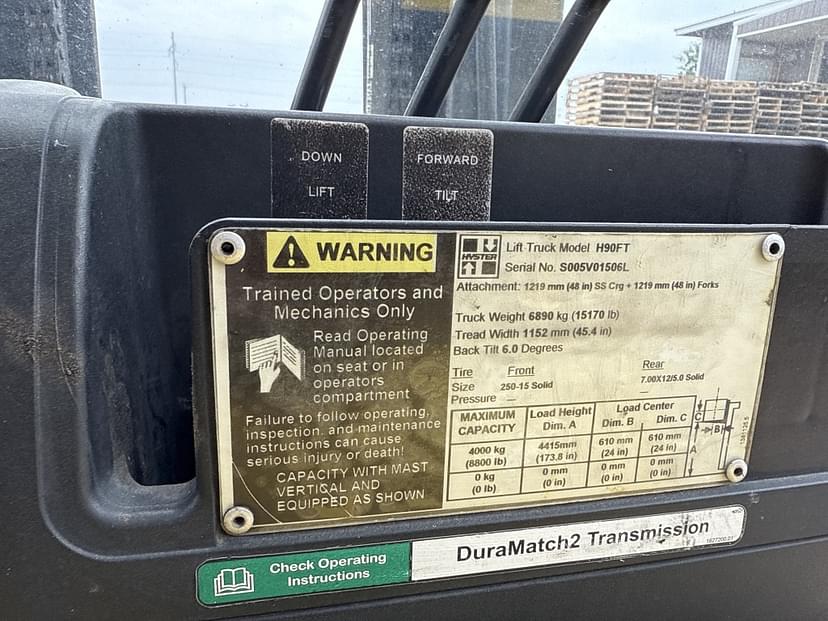 DOWN
LIFT
FORWARD
TILT
WARNING
Trained Operators and
Mechanics Only
Read Operating
Manual located
on seat or in
operators
compartment
Failure to follow operating,
inspection, and maintenance
instructions can cause
serious injury or death!
CAPACITY WITH MAST
VERTICAL AND
EQUIPPED AS SHOWN
HYSTER
Lift Truck Model H90FT
Serial No. S005V01506L
Attachment: 1219 mm (48 in) SS Crg + 1219 mm (48 in) Forks
Truck Weight 6890 kg (15170 lb)
Tread Width 1152 mm (45.4 in)
Back Tilt 6.0 Degrees
Tire Front Rear
Size 250-15 Solid 7.00X12/5.0 Solid
Pressure — —
MAXIMUM CAPACITY Load Height Dim. A Load Center Dim. B Dim. C
4000 kg (8800 lb) 4415mm (173.8 in) 610 mm (24 in) 610 mm (24 in)
0 kg (0 lb) 0 mm (0 in) 0 mm (0 in) 0 mm (0 in)
C
B
A
Check Operating
Instructions
DuraMatch2 Transmission